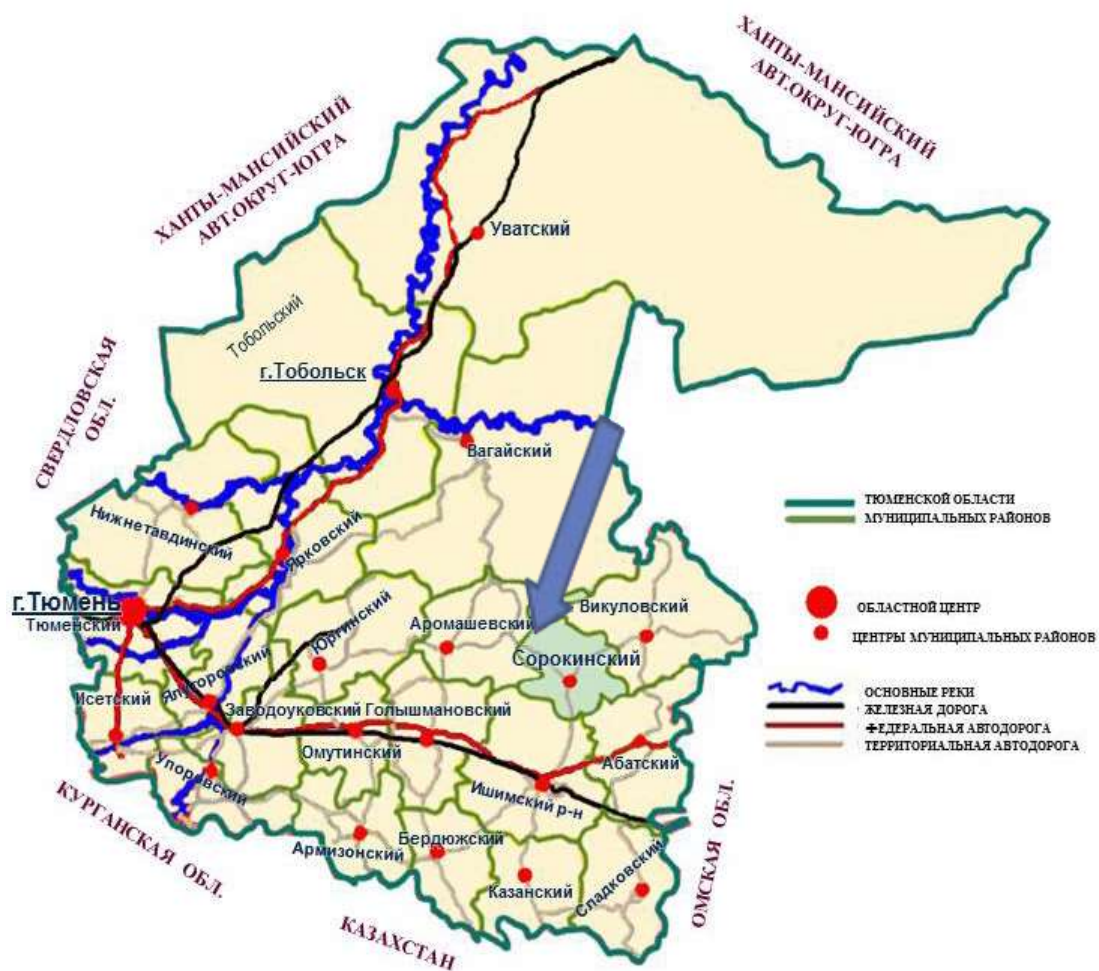 ХАНТЫ-МАНСИЙСКИЙ
АВТ.ОКРУГ-ЮГРА
ХАНТЫ-МАНСИЙСКИЙ
АВТ.ОКРУГ-ЮГРА
Уватский
Тобольский
г.Тобольск
СВЕРДЛОВСКАЯ
ОБЛ.
Вагайский
Нижнетавдинский
Ярковский
г.Тюмень
Тюменский
Юргинский
Аромашевский
Викуловский
Сорокинский
Исетский
Ялуторовский
Заводоуковский
Голышмановский
Омутинский
Абатский
Упоровский
Ишимский р-н
Армизонский
Бердюжский
Казанский
Сладковский
КУРГАНСКАЯ ОБЛ.
КАЗАХСТАН
ОМСКАЯ ОБЛ.
ТЮМЕНСКОЙ ОБЛАСТИ
МУНИЦИПАЛЬНЫХ РАЙОНОВ
ОБЛАСТНОЙ ЦЕНТР
ЦЕНТРЫ МУНИЦИПАЛЬНЫХ РАЙОНОВ
ОСНОВНЫЕ РЕКИ
ЖЕЛЕЗНАЯ ДОРОГА
ФЕДЕРАЛЬНАЯ АВТОДОРОГА
ТЕРРИТОРИАЛЬНАЯ АВТОДОРОГА